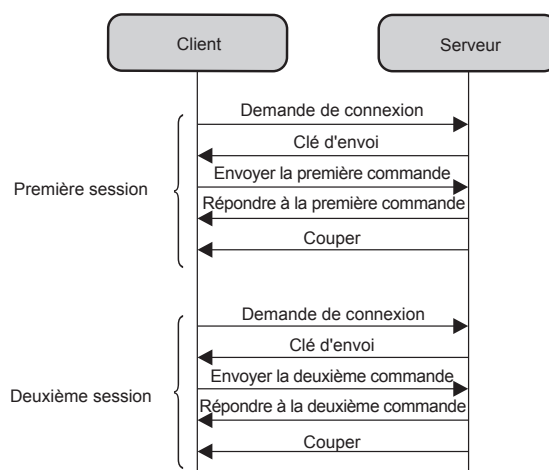 Client
Serveur
Demande de connexion
Clé d'envoi
Envoyer la première commande
Première session
Répondre à la première commande
Couper
Demande de connexion
Clé d'envoi
Envoyer la deuxième commande
Deuxième session
Répondre à la deuxième commande
Couper